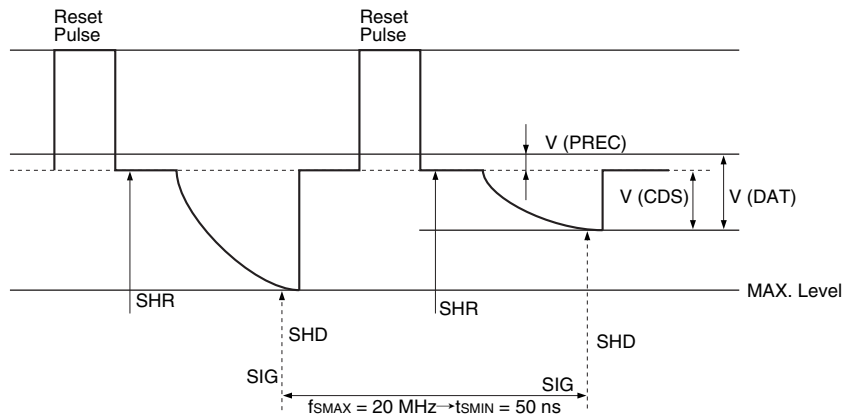 Reset
Pulse
Reset
Pulse
V (PREC)
V (CDS)
V (DAT)
MAX. Level
SHR
SHR
SHD
SHD
SIG
SIG
fSMAX = 20 MHz→tSMIN = 50 ns